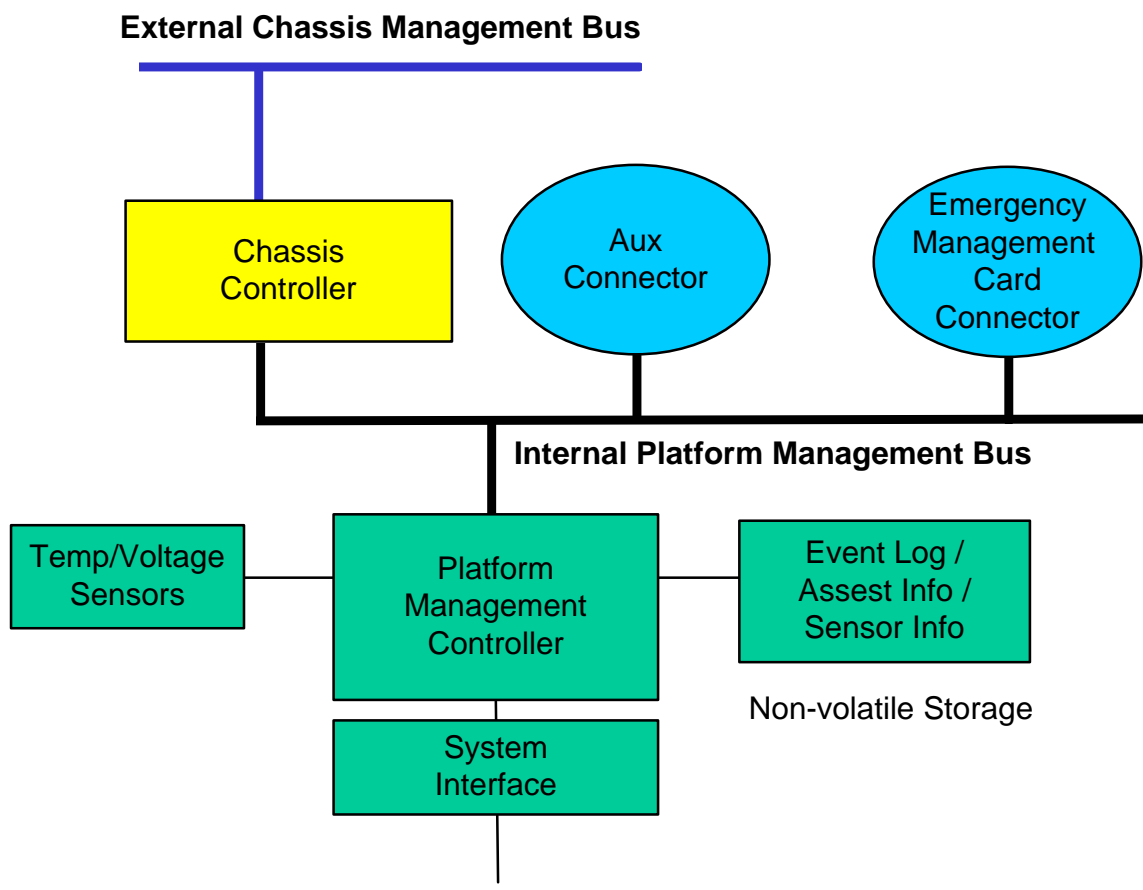 External Chassis Management Bus
Chassis
Controller
Aux
Connector
Emergency
Management
Card
Connector
Internal Platform Management Bus
Temp/Voltage
Sensors
Platform
Management
Controller
Event Log /
Assest Info /
Sensor Info
Non-volatile Storage
System
Interface